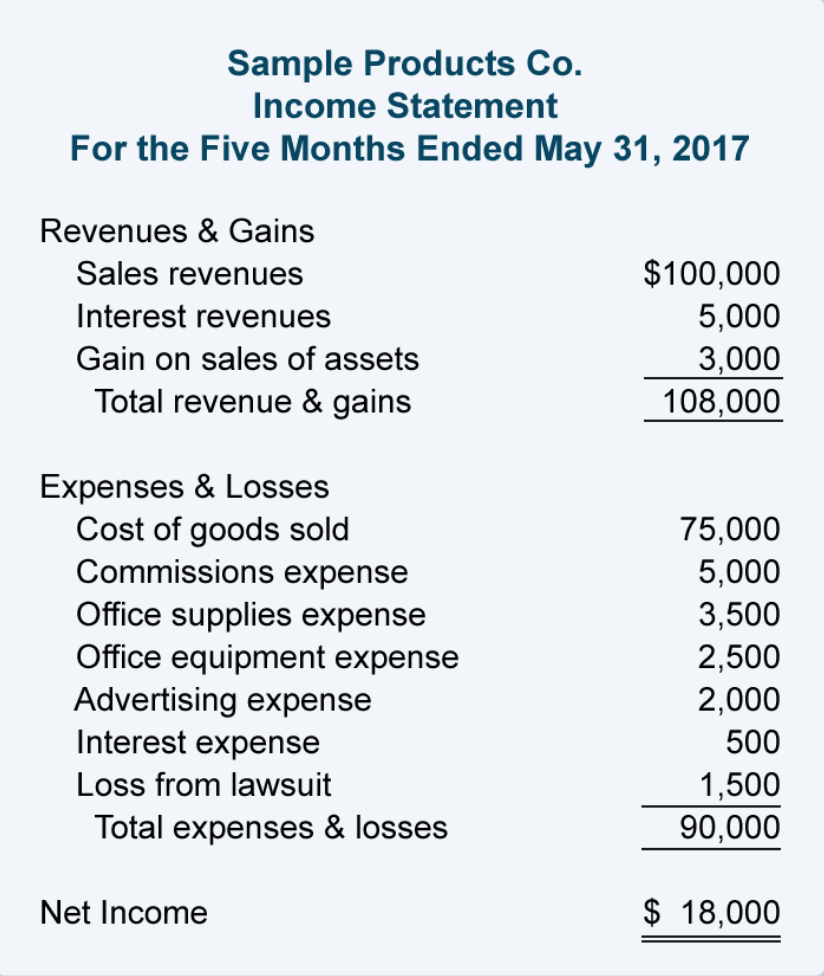 Sample Products Co.
Income Statement
For the Five Months Ended May 31, 2017
Revenues & Gains
Sales revenues $100,000
Interest revenues 5,000
Gain on sales of assets 3,000
Total revenue & gains 108,000
Expenses & Losses
Cost of goods sold 75,000
Commissions expense 5,000
Office supplies expense 3,500
Office equipment expense 2,500
Advertising expense 2,000
Interest expense 500
Loss from lawsuit 1,500
Total expenses & losses 90,000
Net Income $ 18,000